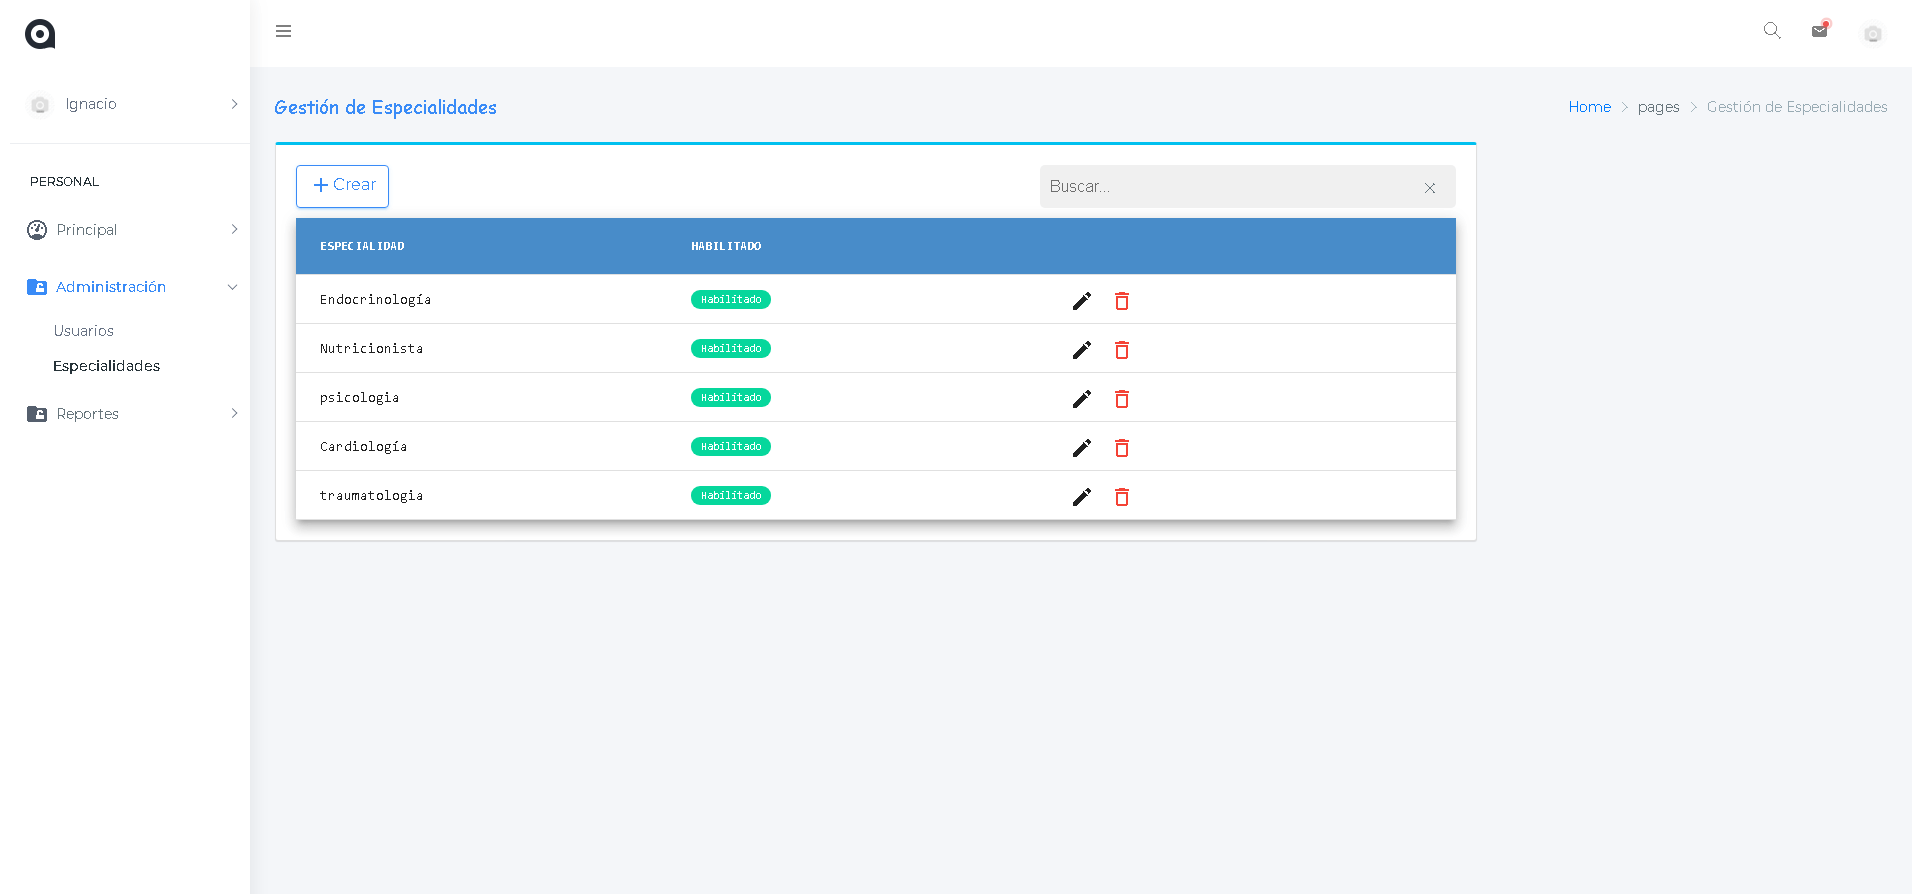 Ignacio
PERSONAL
Principal
Administración
Usuarios
Especialidades
Reportes
Gestión de Especialidades
Home > pages > Gestión de Especialidades
+ Crear
Buscar...
ESPECIALIDAD HABILITADO
Endocrinología Habilitado
Nutricionista Habilitado
psicologia Habilitado
Cardiología Habilitado
traumatologia Habilitado